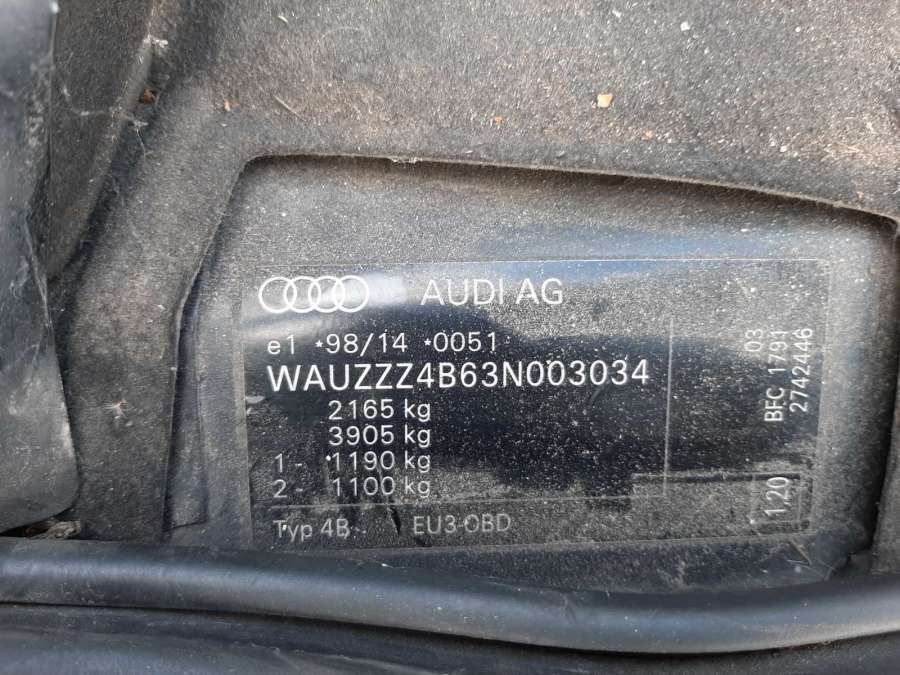 AUDI AG
e1 *98/14 *0051
WAUZZZ4B63N003034
2165 kg
3905 kg
1 - 1190 kg
2 - 1100 kg
Typ 4B EU3 OBD
03
BFC 1791
2742446
1,20